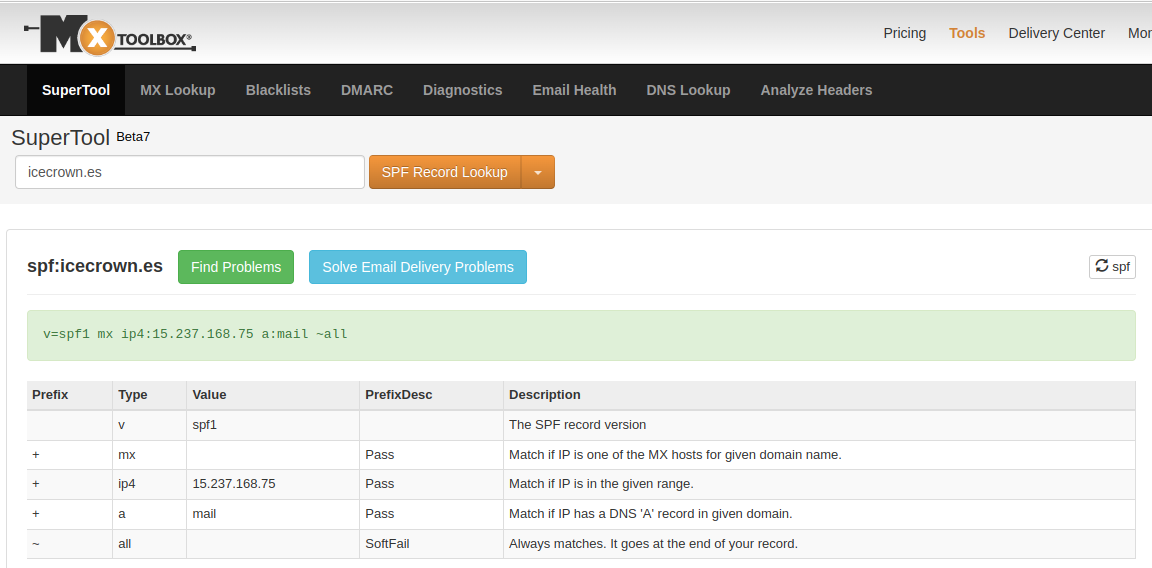 MX TOOLBOX®
Pricing Tools Delivery Center Mor
SuperTool MX Lookup Blacklists DMARC Diagnostics Email Health DNS Lookup Analyze Headers
SuperTool Beta7
icecrown.es SPF Record Lookup
spf:icecrown.es Find Problems Solve Email Delivery Problems spf
v=spf1 mx ip4:15.237.168.75 a:mail ~all
Prefix Type Value PrefixDesc Description
v spf1 The SPF record version
+ mx Pass Match if IP is one of the MX hosts for given domain name.
+ ip4 15.237.168.75 Pass Match if IP is in the given range.
+ a mail Pass Match if IP has a DNS 'A' record in given domain.
~ all SoftFail Always matches. It goes at the end of your record.